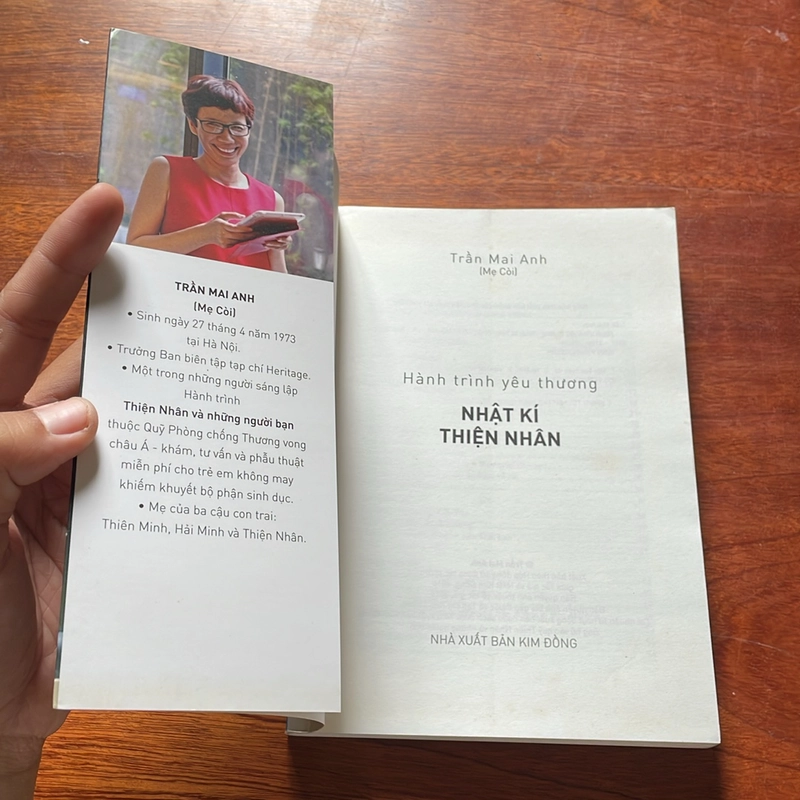 TRẦN MAI ANH
(Mẹ Còi)
• Sinh ngày 27 tháng 4 năm 1973
tại Hà Nội.
• Trưởng Ban biên tập tạp chí Heritage.
• Một trong những người sáng lập
Hành trình
Thiện Nhân và những người bạn
thuộc Quỹ Phòng chống Thương vong
châu Á - khám, tư vấn và phẫu thuật
miễn phí cho trẻ em không may
khiếm khuyết bộ phận sinh dục.
• Mẹ của ba cậu con trai:
Thiên Minh, Hải Minh và Thiện Nhân.
Trần Mai Anh
(Mẹ Còi)
Hành trình yêu thương
NHẬT KÍ
THIỆN NHÂN
NHÀ XUẤT BẢN KIM ĐỒNG